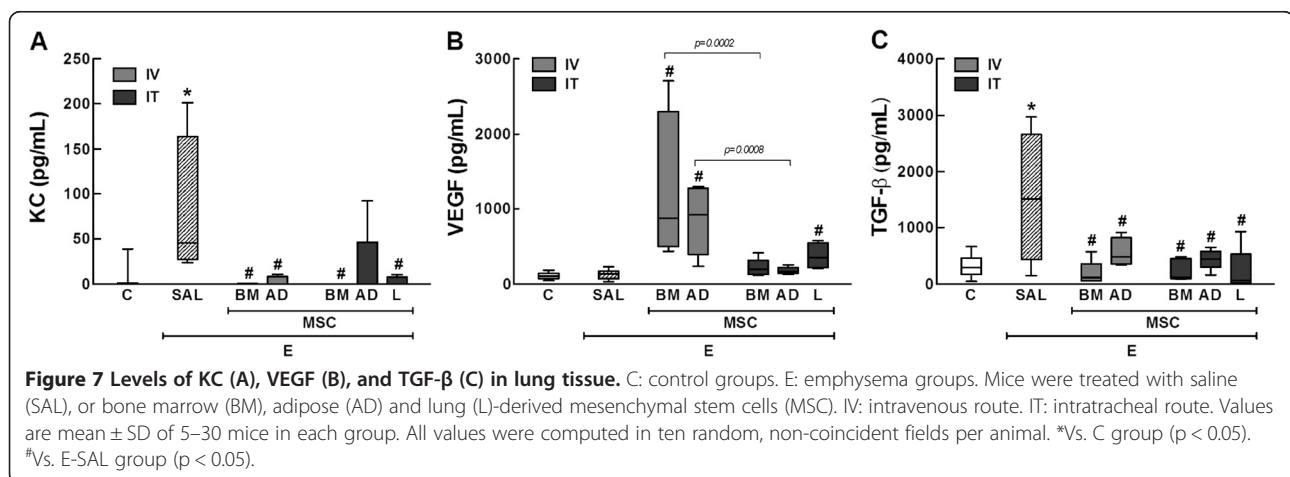 A
B
C
IV
IT
KC (pg/mL)
250
200
150
100
50
0
*
#
#
#
#
C
SAL
BM AD
BM AD L
MSC
E
p=0.0002
IV
IT
VEGF (pg/mL)
3000
2000
1000
0
#
p=0.0008
#
#
C
SAL
BM AD
BM AD L
MSC
E
IV
IT
TGF-β (pg/mL)
4000
3000
2000
1000
0
*
#
#
#
#
#
C
SAL
BM AD
BM AD L
MSC
E
Figure 7 Levels of KC (A), VEGF (B), and TGF-β (C) in lung tissue. C: control groups. E: emphysema groups. Mice were treated with saline
(SAL), or bone marrow (BM), adipose (AD) and lung (L)-derived mesenchymal stem cells (MSC). IV: intravenous route. IT: intratracheal route. Values
are mean ± SD of 5–30 mice in each group. All values were computed in ten random, non-coincident fields per animal. *Vs. C group (p < 0.05).
#Vs. E-SAL group (p < 0.05).